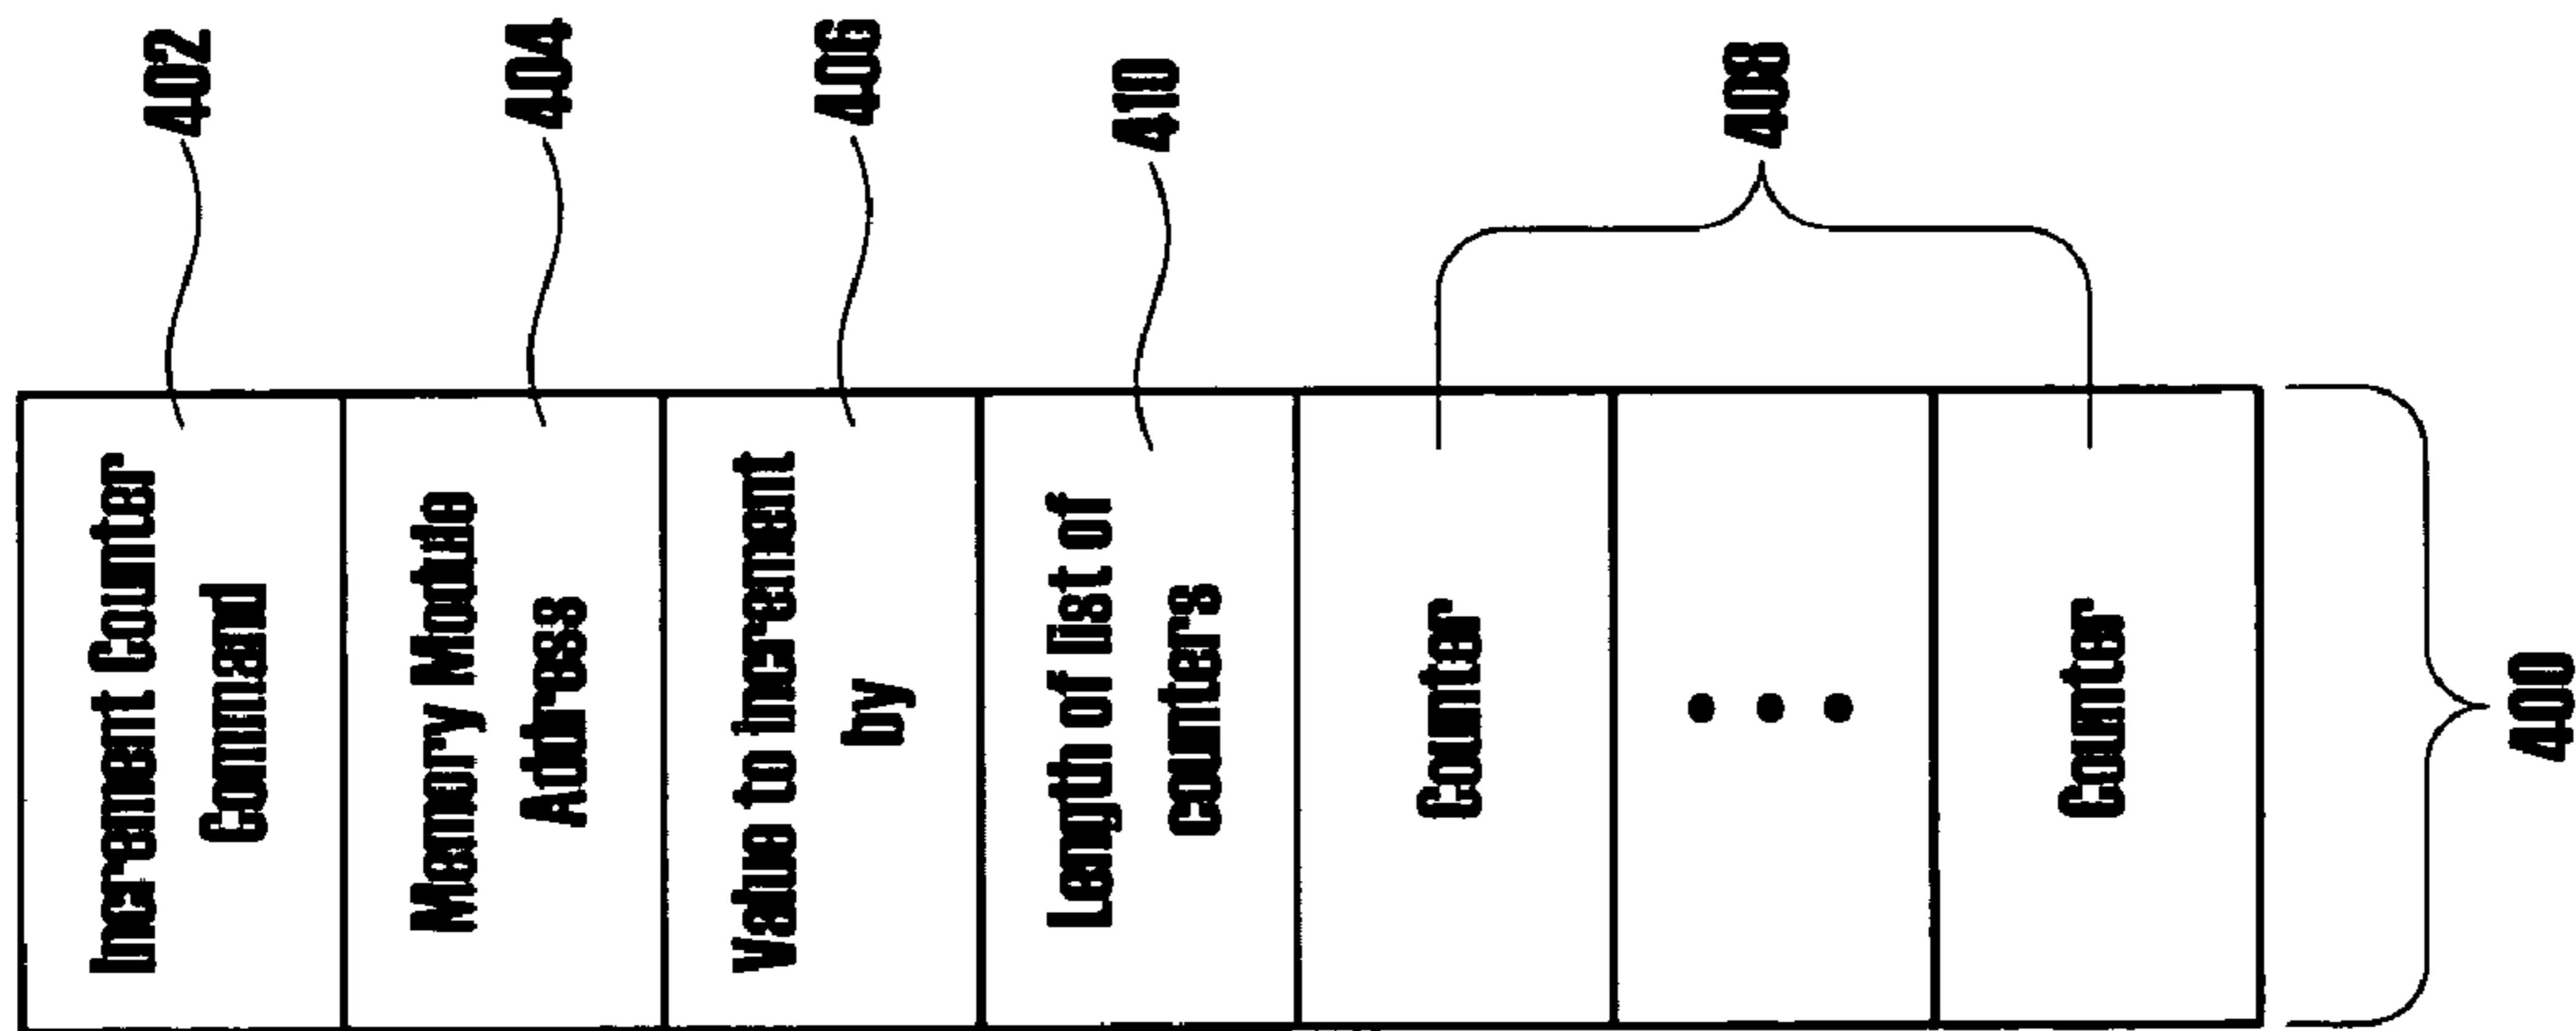 Increment Counter
Command
402
Memory Module
Address
404
Value to increment
by
406
Length of list of
counters
410
Counter
• • •
Counter
408
400